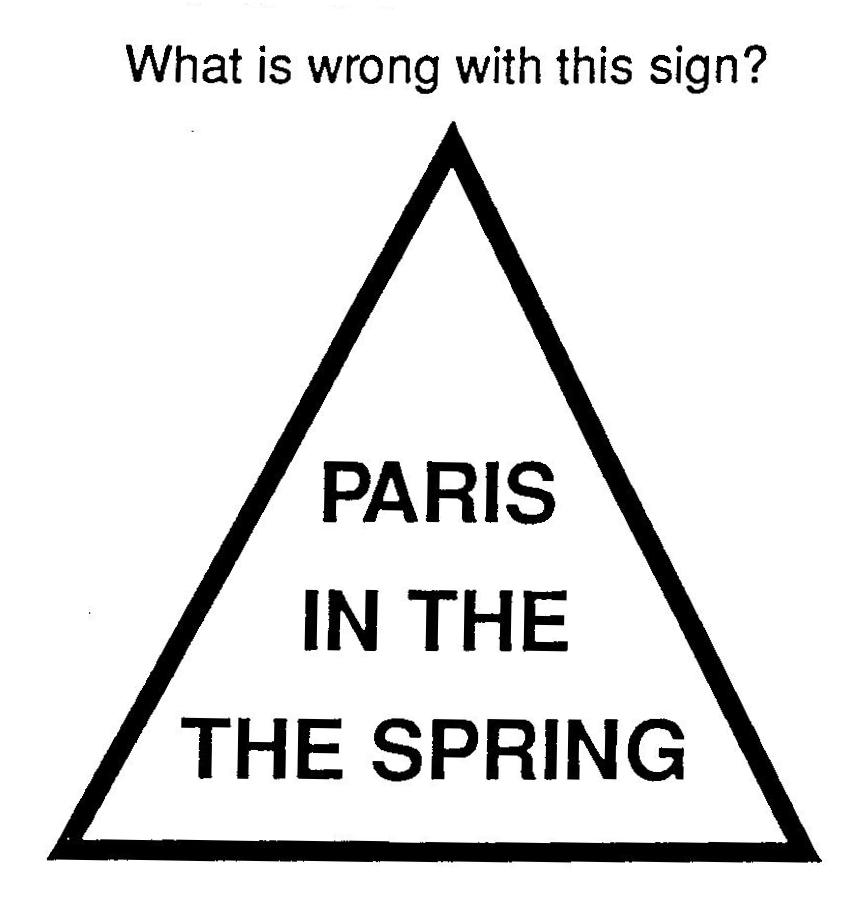 What is wrong with this sign?
PARIS
IN THE
THE SPRING